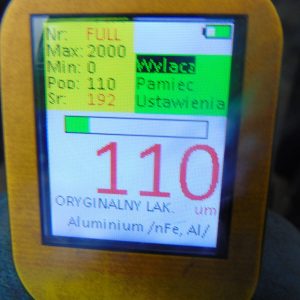 Nr: FULL
Max: 2000
Min: 0
Pop: 110
Sr: 192
Wylacz
Pamiec
Ustawienia
110
ORYGINALNY LAK. um
Aluminium /nFe, Al/